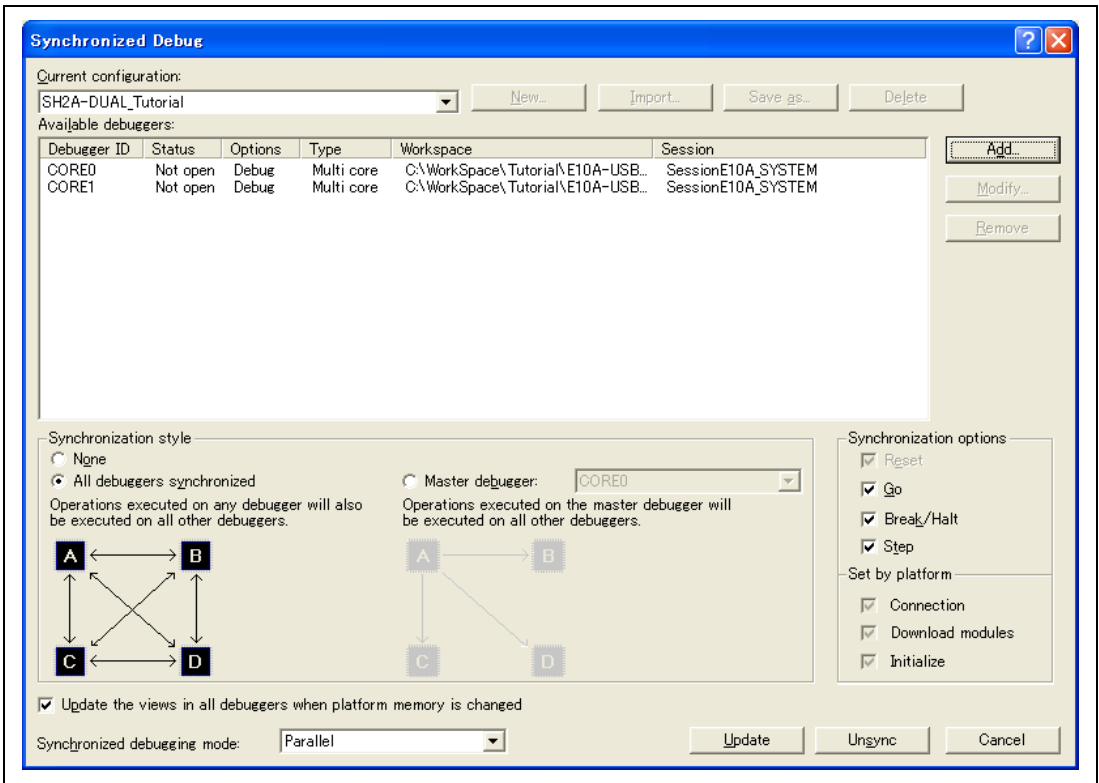 Synchronized Debug
Current configuration:
SH2A-DUAL_Tutorial
New...
Import...
Save as...
Delete
Available debuggers:
Debugger ID Status Options Type Workspace Session
CORE0 Not open Debug Multi core C:\WorkSpace\Tutorial\E10A-USB... SessionE10A_SYSTEM
CORE1 Not open Debug Multi core C:\WorkSpace\Tutorial\E10A-USB... SessionE10A_SYSTEM
Add...
Modify...
Remove
Synchronization style
None
All debuggers synchronized
Operations executed on any debugger will also
be executed on all other debuggers.
A B
C D
Master debugger: CORE0
Operations executed on the master debugger will
be executed on all other debuggers.
A B
C D
Synchronization options
Reset
Go
Break/Halt
Step
Set by platform
Connection
Download modules
Initialize
Update the views in all debuggers when platform memory is changed
Synchronized debugging mode: Parallel
Update
Unsync
Cancel